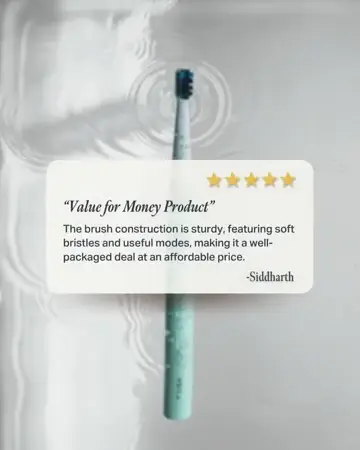 “Value for Money Product”
The brush construction is sturdy, featuring soft
bristles and useful modes, making it a well-
packaged deal at an affordable price.
-Siddharth